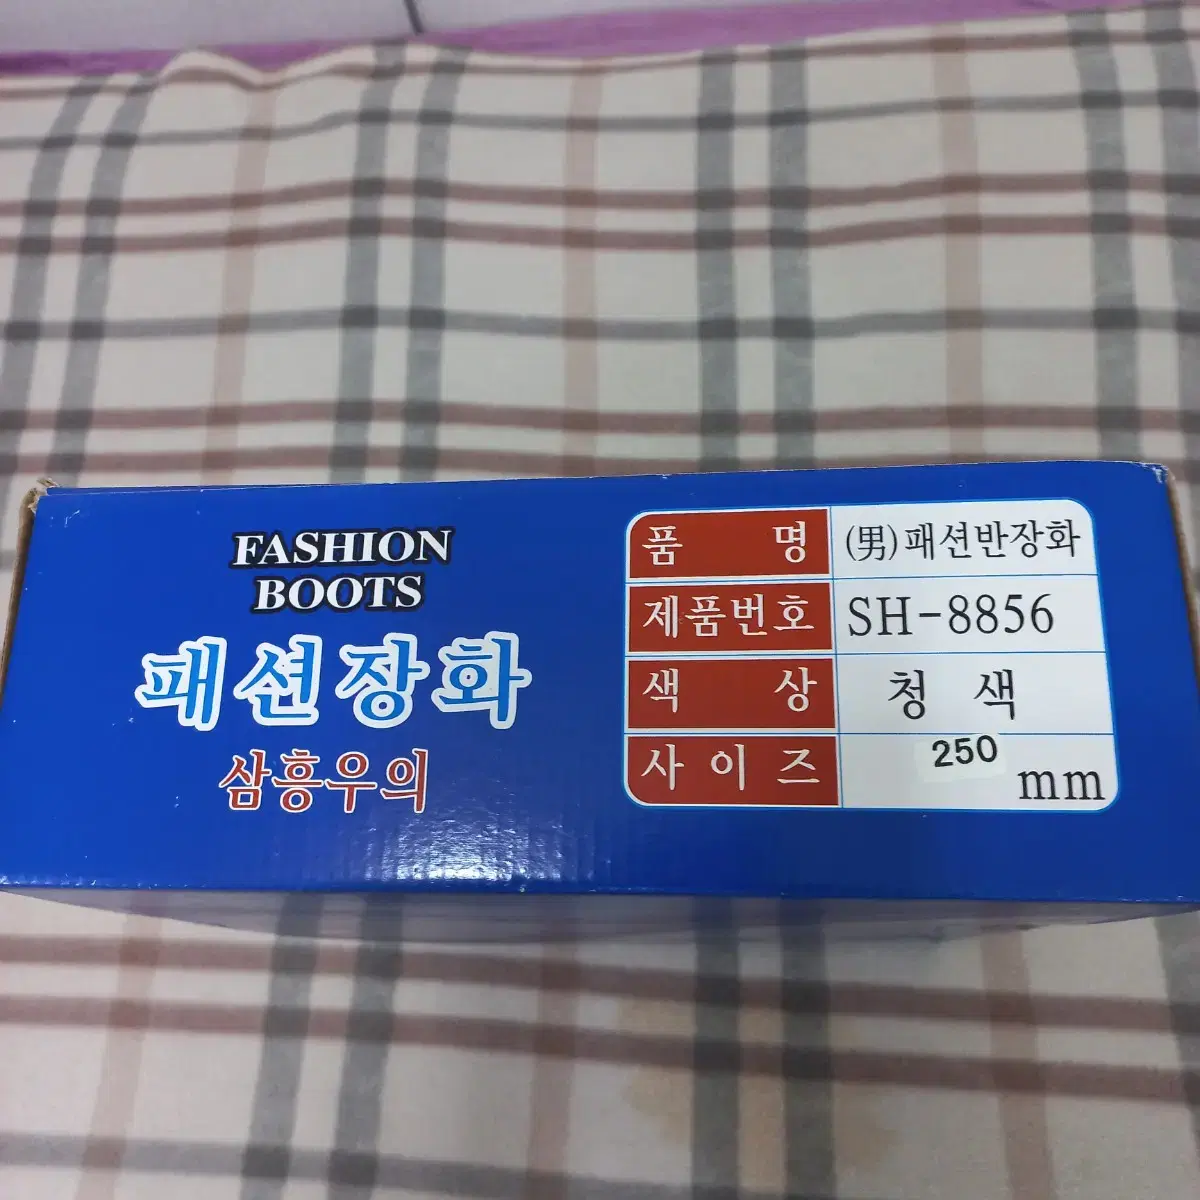 FASHION
BOOTS
패션장화
삼흥우의
품 명 (男)패션반장화
제품번호 SH-8856
색 상 청 색
사 이 즈 250 mm